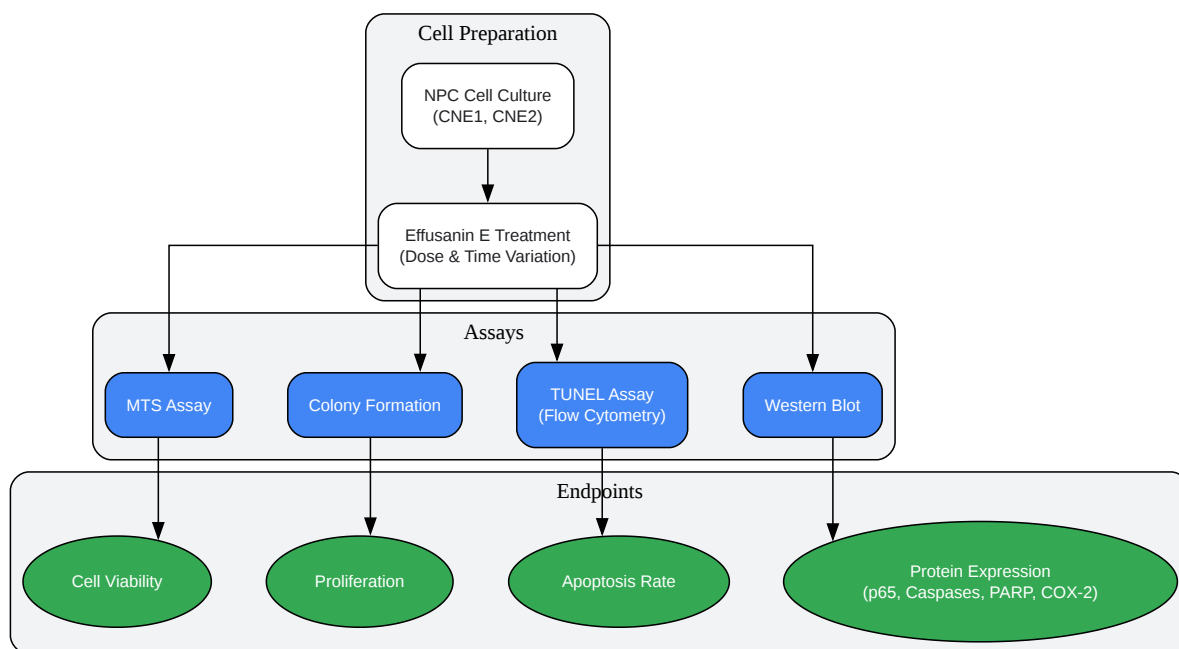 Cell Preparation
NPC Cell Culture
(CNE1, CNE2)
Effusanin E Treatment
(Dose & Time Variation)
Assays
MTS Assay
Colony Formation
TUNEL Assay
(Flow Cytometry)
Western Blot
Endpoints
Cell Viability
Proliferation
Apoptosis Rate
Protein Expression
(p65, Caspases, PARP, COX-2)